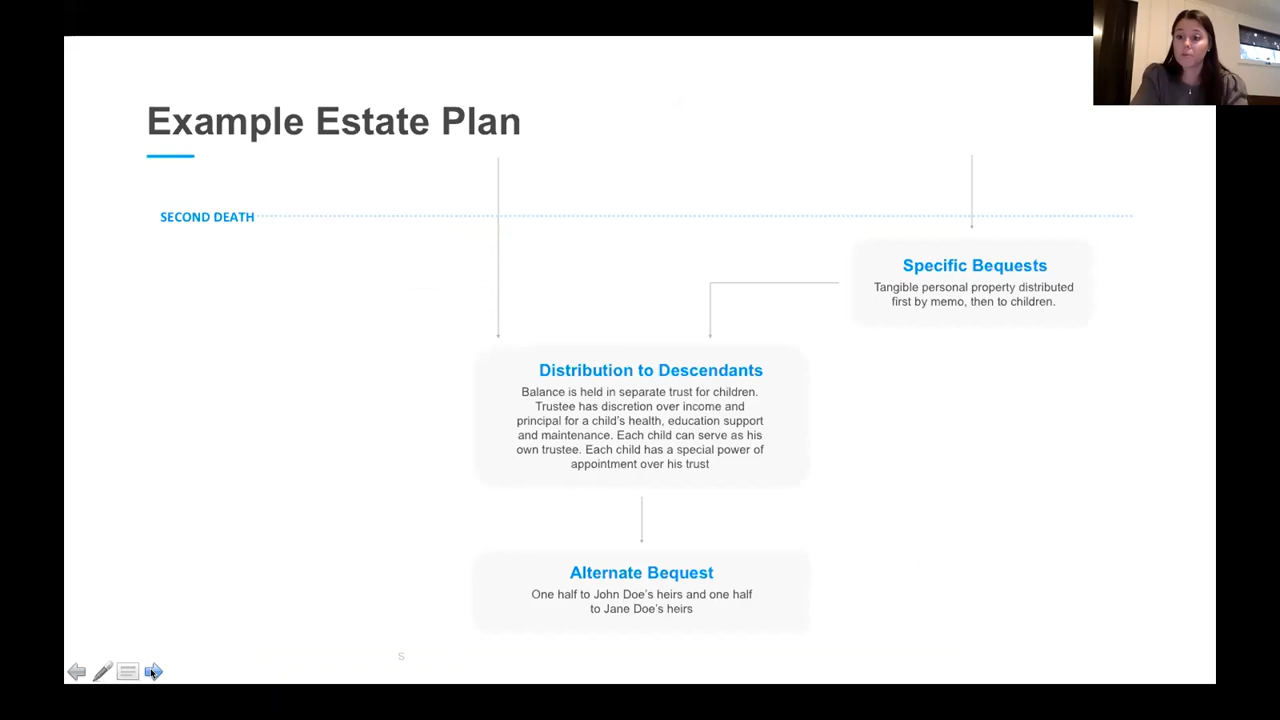 Example Estate Plan
SECOND DEATH
Specific Bequests
Tangible personal property distributed
first by memo, then to children.
Distribution to Descendants
Balance is held in separate trust for children.
Trustee has discretion over income and
principal for a child's health, education support
and maintenance. Each child can serve as his
own trustee. Each child has a special power of
appointment over his trust
Alternate Bequest
One half to John Doe's heirs and one half
to Jane Doe's heirs
S